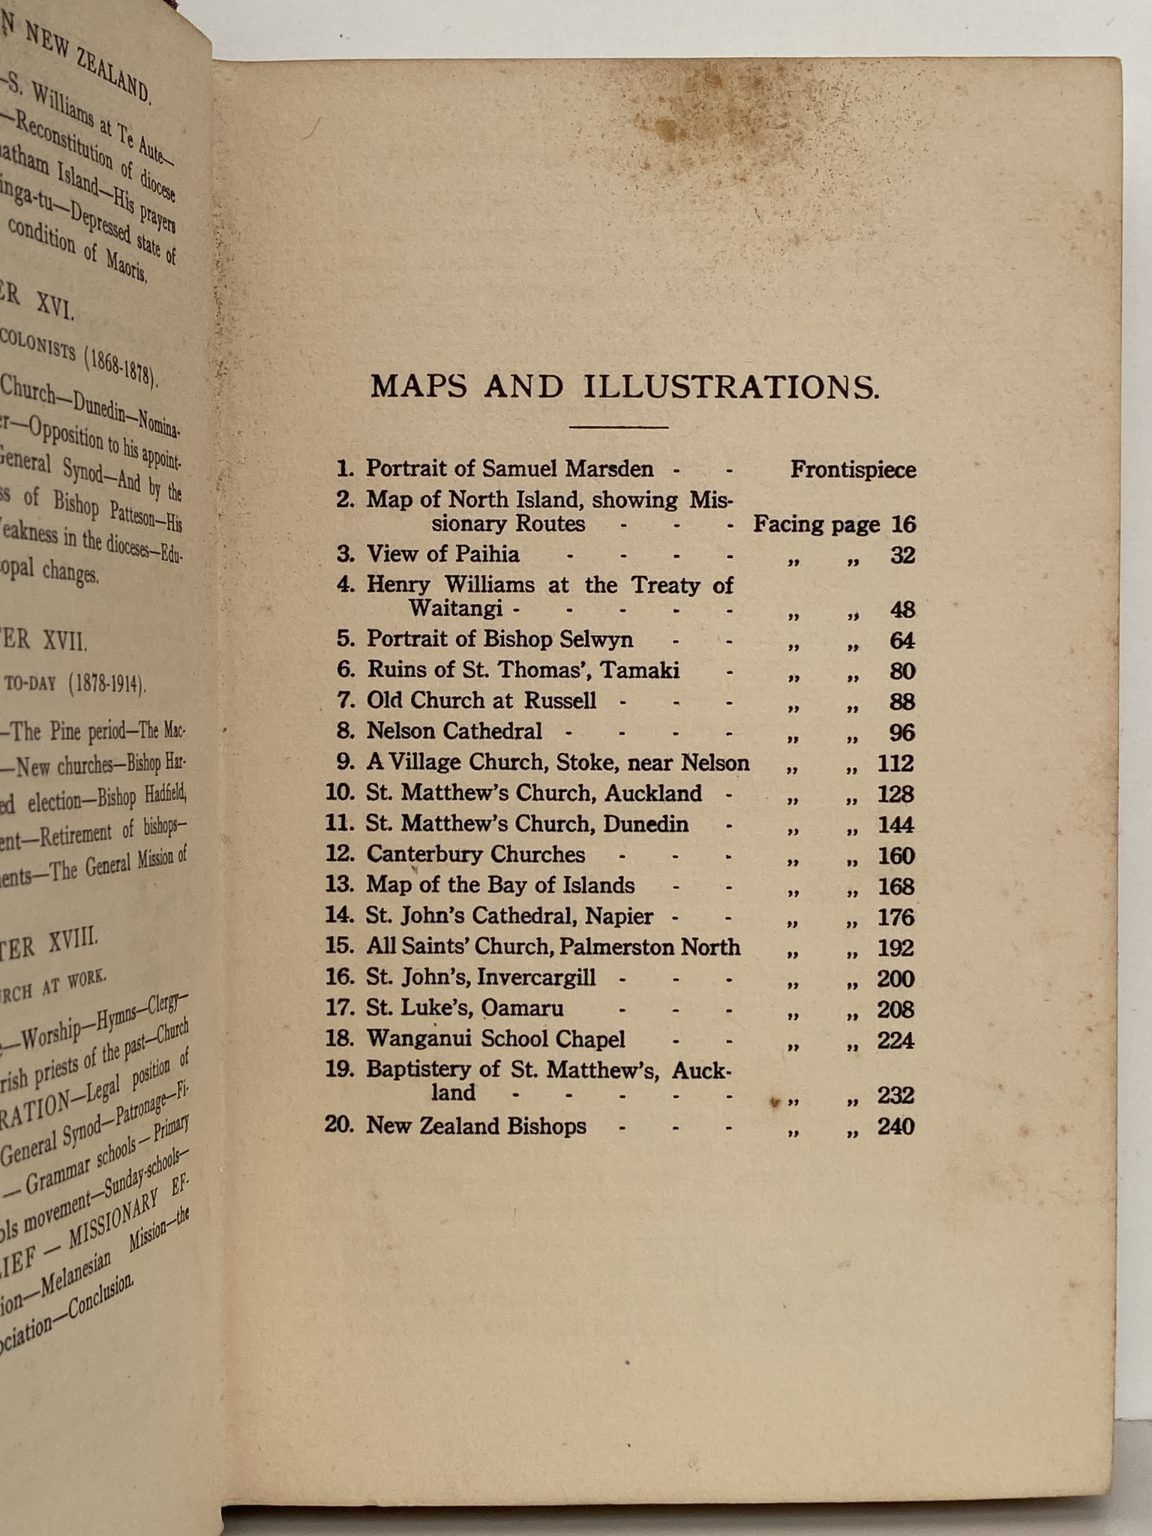 N NEW ZEALAND.
—S. Williams at Te Aute—
—Reconstitution of diocese
atham Island—His prayers
inga-tu—Depressed state of
condition of Maoris.
ER XVI.
COLONISTS (1868-1878).
Church—Dunedin—Nomina-
er—Opposition to his appoint-
General Synod—And by the
ss of Bishop Patteson—His
Weakness in the dioceses—Edu-
copal changes.
TER XVII.
TO-DAY (1878-1914).
—The Pine period—The Mac-
—New churches—Bishop Har-
ed election—Bishop Hadfield,
ent—Retirement of bishops—
ents—The General Mission of
TER XVIII.
URCH AT WORK.
e—Worship—Hymns—Clergy—
rish priests of the past—Church
RATION—Legal position of
General Synod—Patronage—Fi-
— Grammar schools — Primary
ols movement—Sunday-schools—
LIEF — MISSIONARY EF-
ion—Melanesian Mission—the
ociation—Conclusion.
MAPS AND ILLUSTRATIONS.
1. Portrait of Samuel Marsden - - Frontispiece
2. Map of North Island, showing Mis-
sionary Routes - - - Facing page 16
3. View of Paihia - - - - „ „ 32
4. Henry Williams at the Treaty of
Waitangi - - - - - „ „ 48
5. Portrait of Bishop Selwyn - - „ „ 64
6. Ruins of St. Thomas', Tamaki - „ „ 80
7. Old Church at Russell - - - „ „ 88
8. Nelson Cathedral - - - - „ „ 96
9. A Village Church, Stoke, near Nelson „ „ 112
10. St. Matthew's Church, Auckland - „ „ 128
11. St. Matthew's Church, Dunedin - „ „ 144
12. Canterbury Churches - - - „ „ 160
13. Map of the Bay of Islands - - „ „ 168
14. St. John's Cathedral, Napier - - „ „ 176
15. All Saints' Church, Palmerston North „ „ 192
16. St. John's, Invercargill - - - „ „ 200
17. St. Luke's, Oamaru - - - „ „ 208
18. Wanganui School Chapel - - „ „ 224
19. Baptistery of St. Matthew's, Auck-
land - - - - - „ „ 232
20. New Zealand Bishops - - - „ „ 240